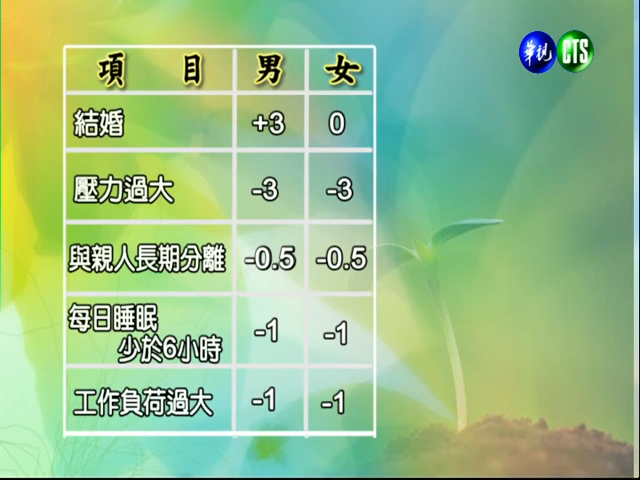 華視 CTS
項 目 男 女
結婚 +3 0
壓力過大 -3 -3
與親人長期分離 -0.5 -0.5
每日睡眠
少於6小時 -1 -1
工作負荷過大 -1 -1